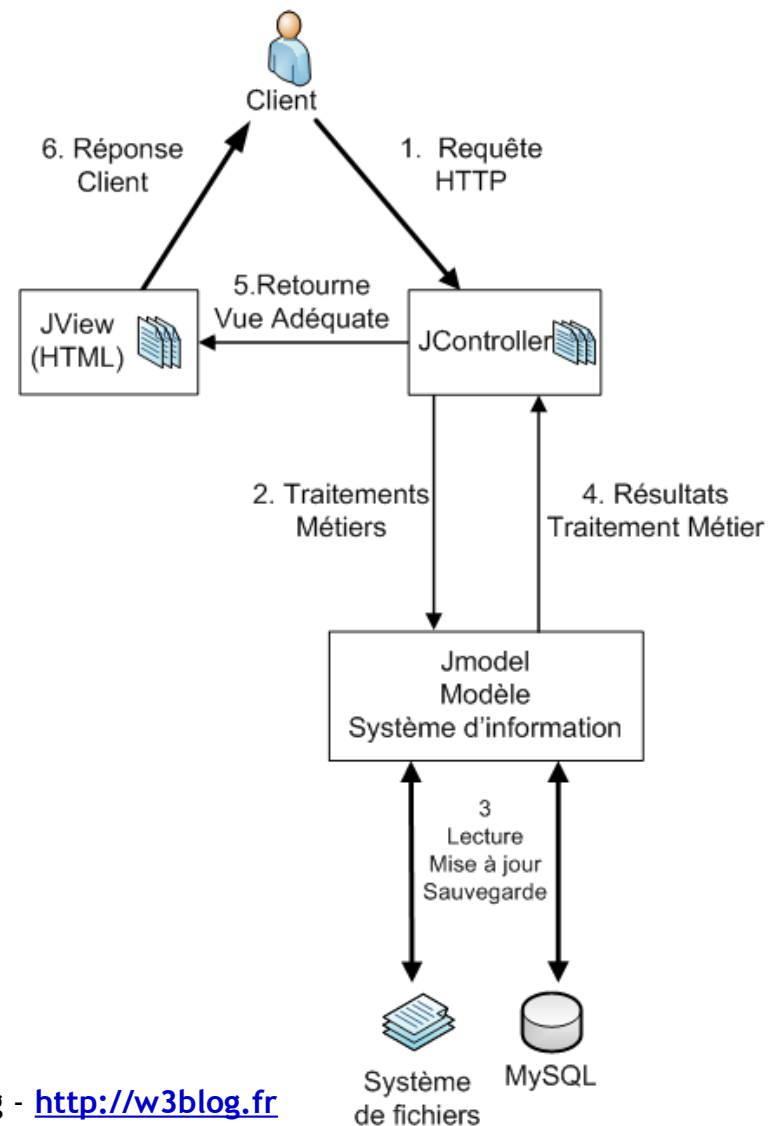 Client
6. Réponse
Client
1. Requête
HTTP
5.Retourne
Vue Adéquate
JView
(HTML)
JController
2. Traitements
Métiers
4. Résultats
Traitement Métier
Jmodel
Modèle
Système d'information
3
Lecture
Mise à jour
Sauvegarde
Système
de fichiers
MySQL
- http://w3blog.fr